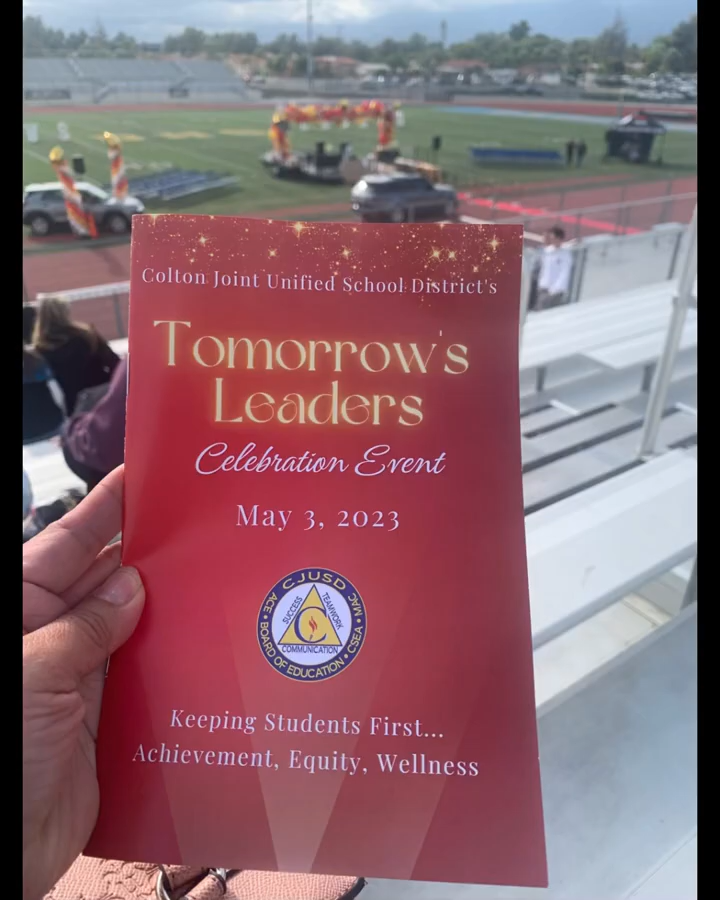 Colton Joint Unified School District's
Tomorrow's
Leaders
Celebration Event
May 3, 2023
CJUSD
ACE • BOARD OF EDUCATION • CSEA • MAC
SUCCESS
TEAMWORK
C
COMMUNICATION
Keeping Students First...
Achievement, Equity, Wellness